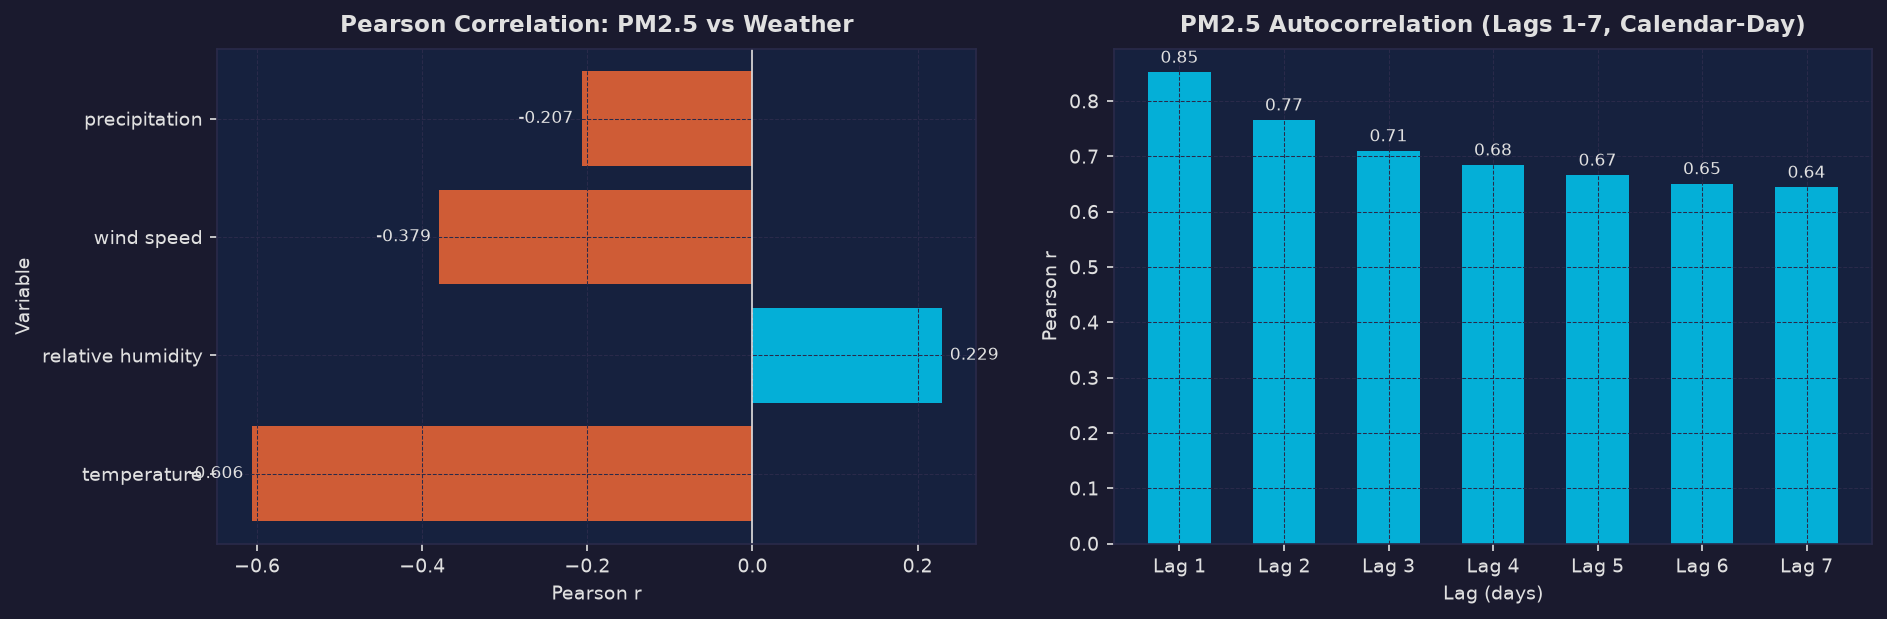 Pearson Correlation: PM2.5 vs Weather
Variable
precipitation
-0.207
wind speed
-0.379
relative humidity
0.229
temperature
-0.606
−0.6 −0.4 −0.2 0.0 0.2
Pearson r
PM2.5 Autocorrelation (Lags 1-7, Calendar-Day)
Pearson r
0.8
0.7
0.6
0.5
0.4
0.3
0.2
0.1
0.0
0.85
0.77
0.71
0.68
0.67
0.65
0.64
Lag 1 Lag 2 Lag 3 Lag 4 Lag 5 Lag 6 Lag 7
Lag (days)